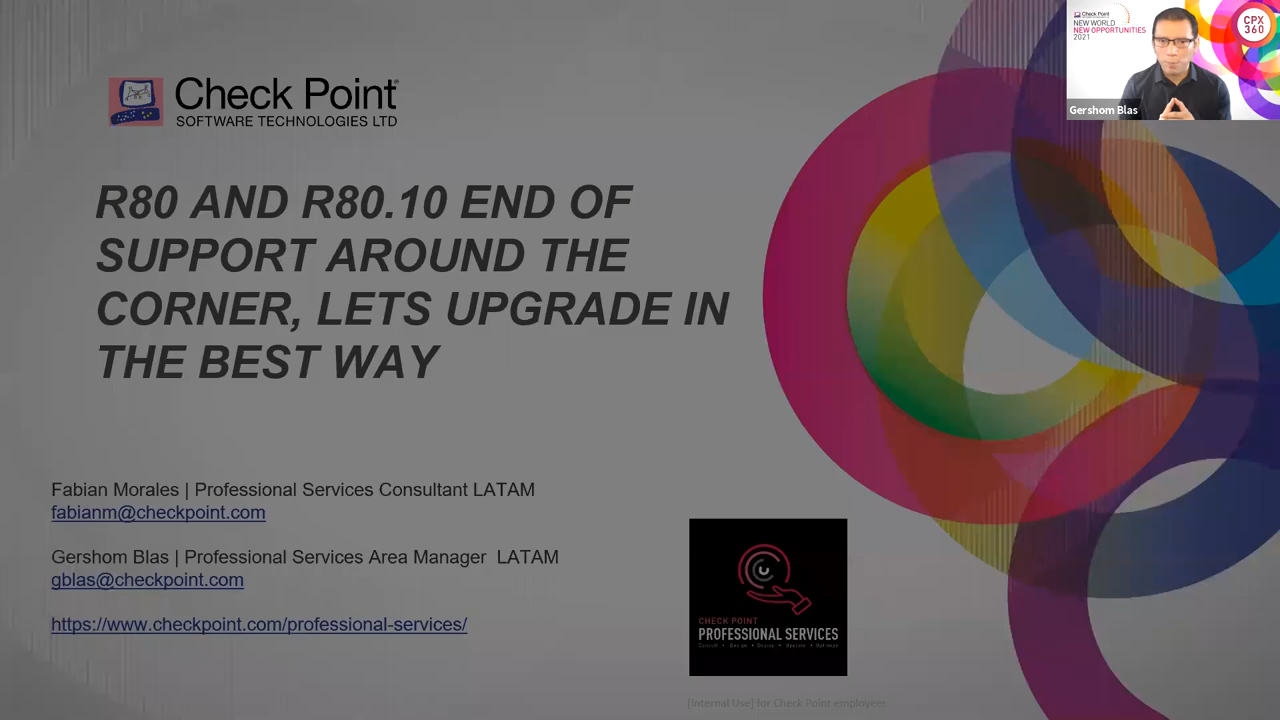 Check Point
SOFTWARE TECHNOLOGIES LTD
R80 AND R80.10 END OF
SUPPORT AROUND THE
CORNER, LETS UPGRADE IN
THE BEST WAY
Fabian Morales | Professional Services Consultant LATAM
fabianm@checkpoint.com
Gershom Blas | Professional Services Area Manager LATAM
gblas@checkpoint.com
https://www.checkpoint.com/professional-services/
CHECK POINT
PROFESSIONAL SERVICES
[Internal Use] for Check Point employees
Check Point
NEW WORLD
NEW OPPORTUNITIES
2021
CPX
360
Gershom Blas